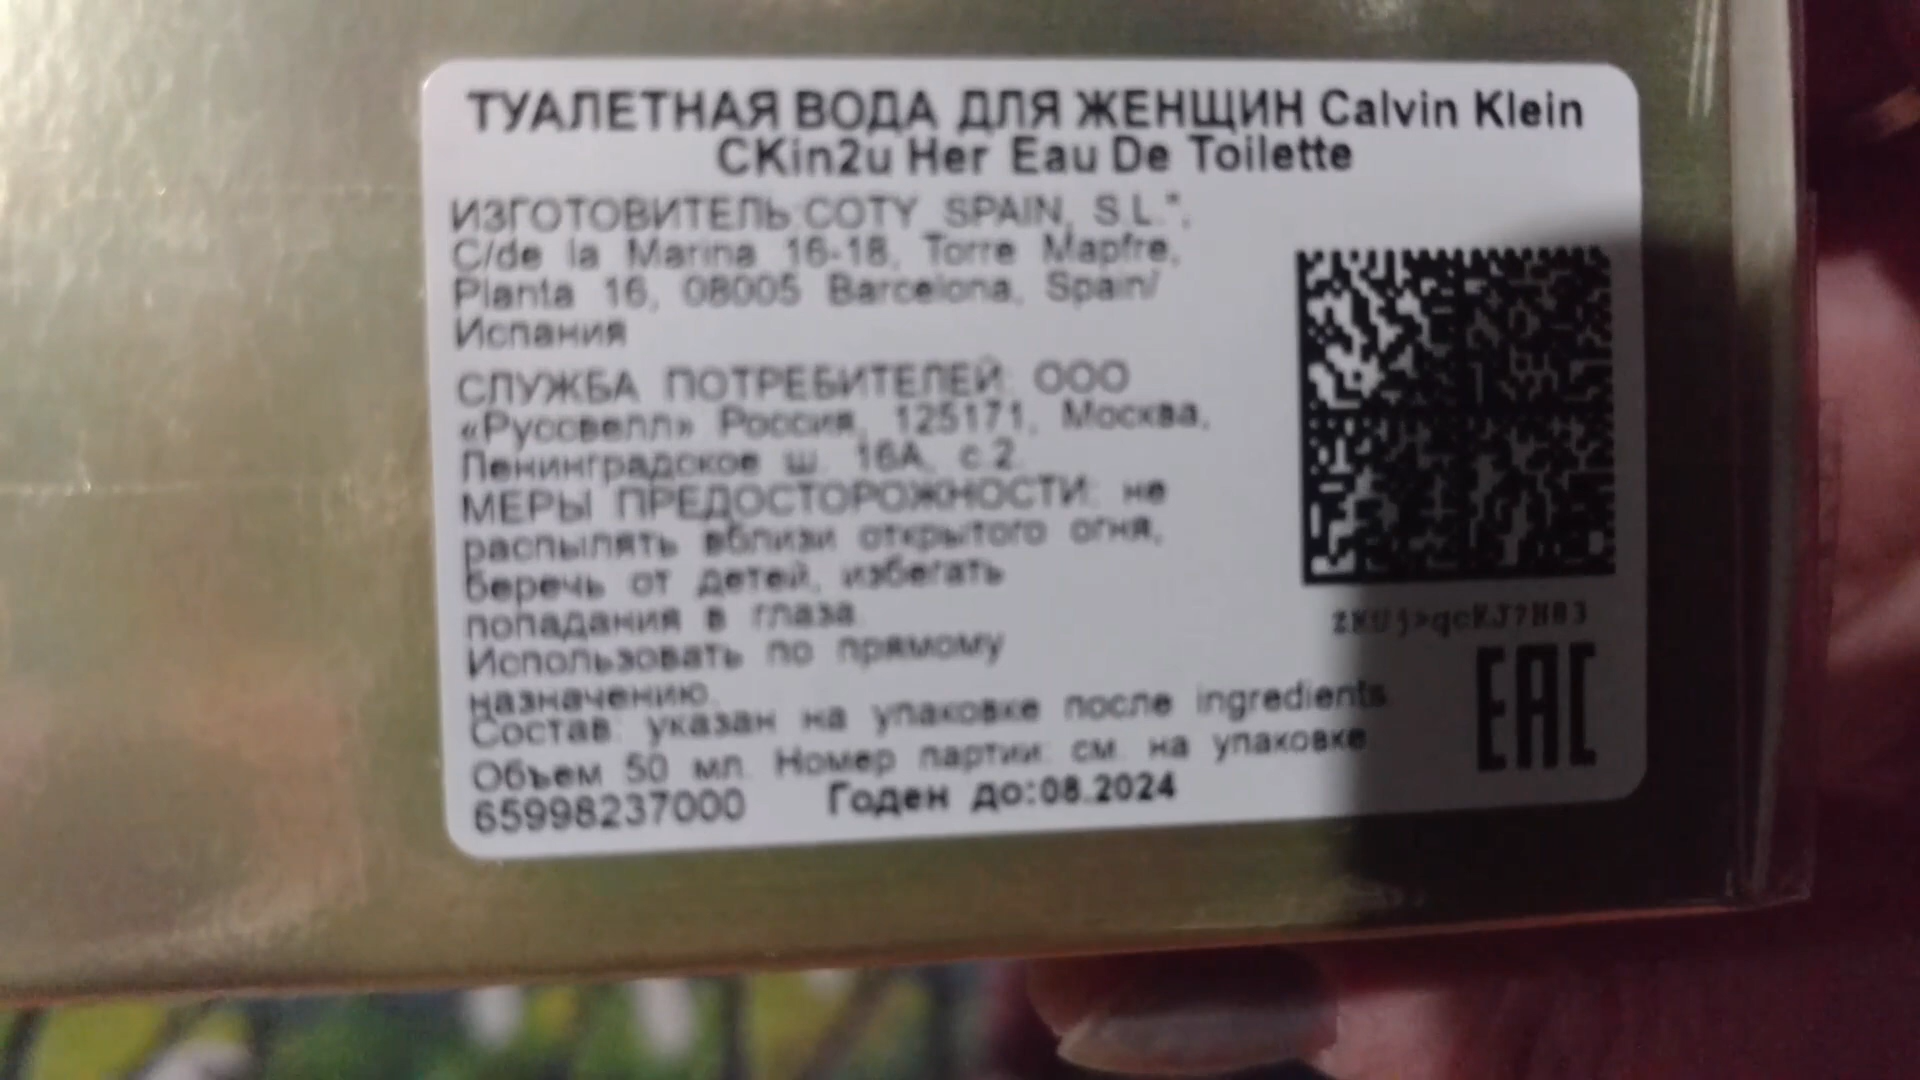 ТУАЛЕТНАЯ ВОДА ДЛЯ ЖЕНЩИН Calvin Klein
CKin2u Her Eau De Toilette
ИЗГОТОВИТЕЛЬ:COTY SPAIN, S.L.",
C/de la Marina 16-18, Torre Mapfre,
Planta 16, 08005 Barcelona, Spain/
Испания
СЛУЖБА ПОТРЕБИТЕЛЕЙ: ООО
«Руссвелл» Россия, 125171, Москва,
Ленинградское ш. 16А, с.2.
МЕРЫ ПРЕДОСТОРОЖНОСТИ: не
распылять вблизи открытого огня,
беречь от детей, избегать
попадания в глаза.
Использовать по прямому
назначению.
Состав: указан на упаковке после ingredients.
Объем 50 мл. Номер партии: см. на упаковке.
65998237000 Годен до:08.2024
EAC